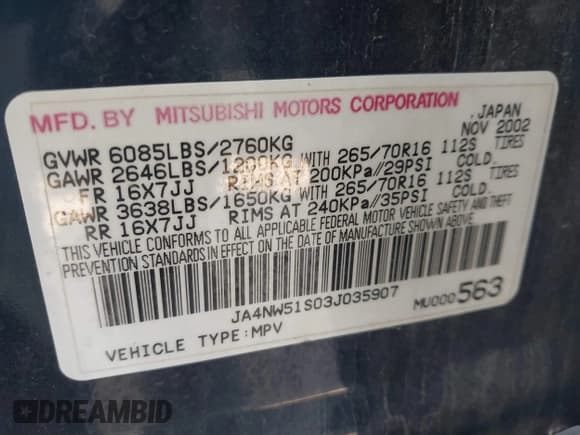 MFD. BY MITSUBISHI MOTORS CORPORATION
JAPAN
NOV 2002
GVWR 6085LBS/2760KG
GAWR 2646LBS/1200KG WITH 265/70R16 112S TIRES
FR 16X7JJ RIMS AT 200KPa//29PSI COLD.
GAWR 3638LBS/1650KG WITH 265/70R16 112S TIRES
RR 16X7JJ RIMS AT 240KPa//35PSI COLD.
THIS VEHICLE CONFORMS TO ALL APPLICABLE FEDERAL MOTOR VEHICLE SAFETY AND THEFT
PREVENTION STANDARDS IN EFFECT ON THE DATE OF MANUFACTURE SHOWN ABOVE.
JA4NW51S03J035907
MU000563
VEHICLE TYPE:MPV
DREAMBID